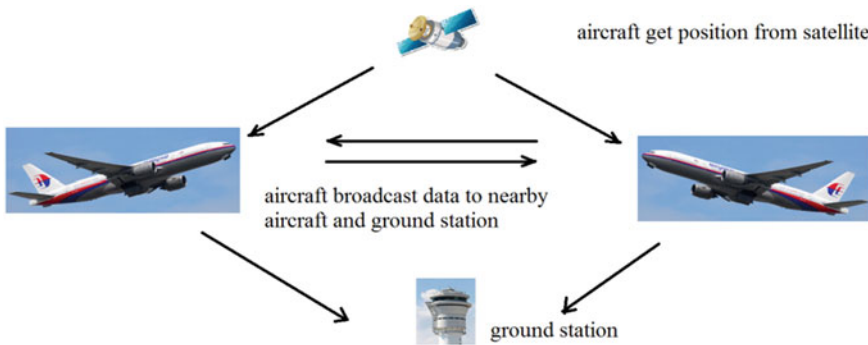 aircraft get position from satellite
aircraft broadcast data to nearby
aircraft and ground station
ground station